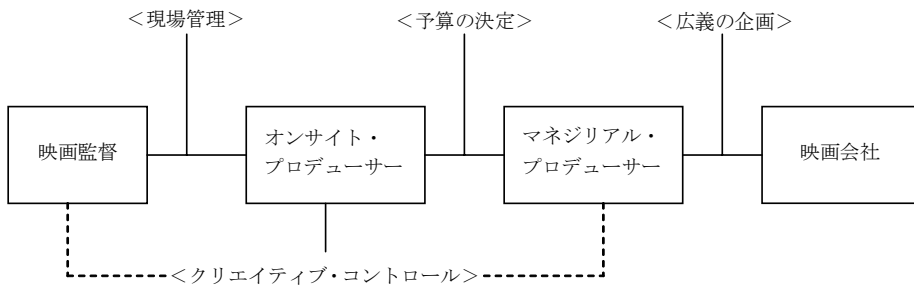 ＜現場管理＞
＜予算の決定＞
＜広義の企画＞
映画監督
オンサイト・
プロデューサー
マネジリアル・
プロデューサー
映画会社
＜クリエイティブ・コントロール＞